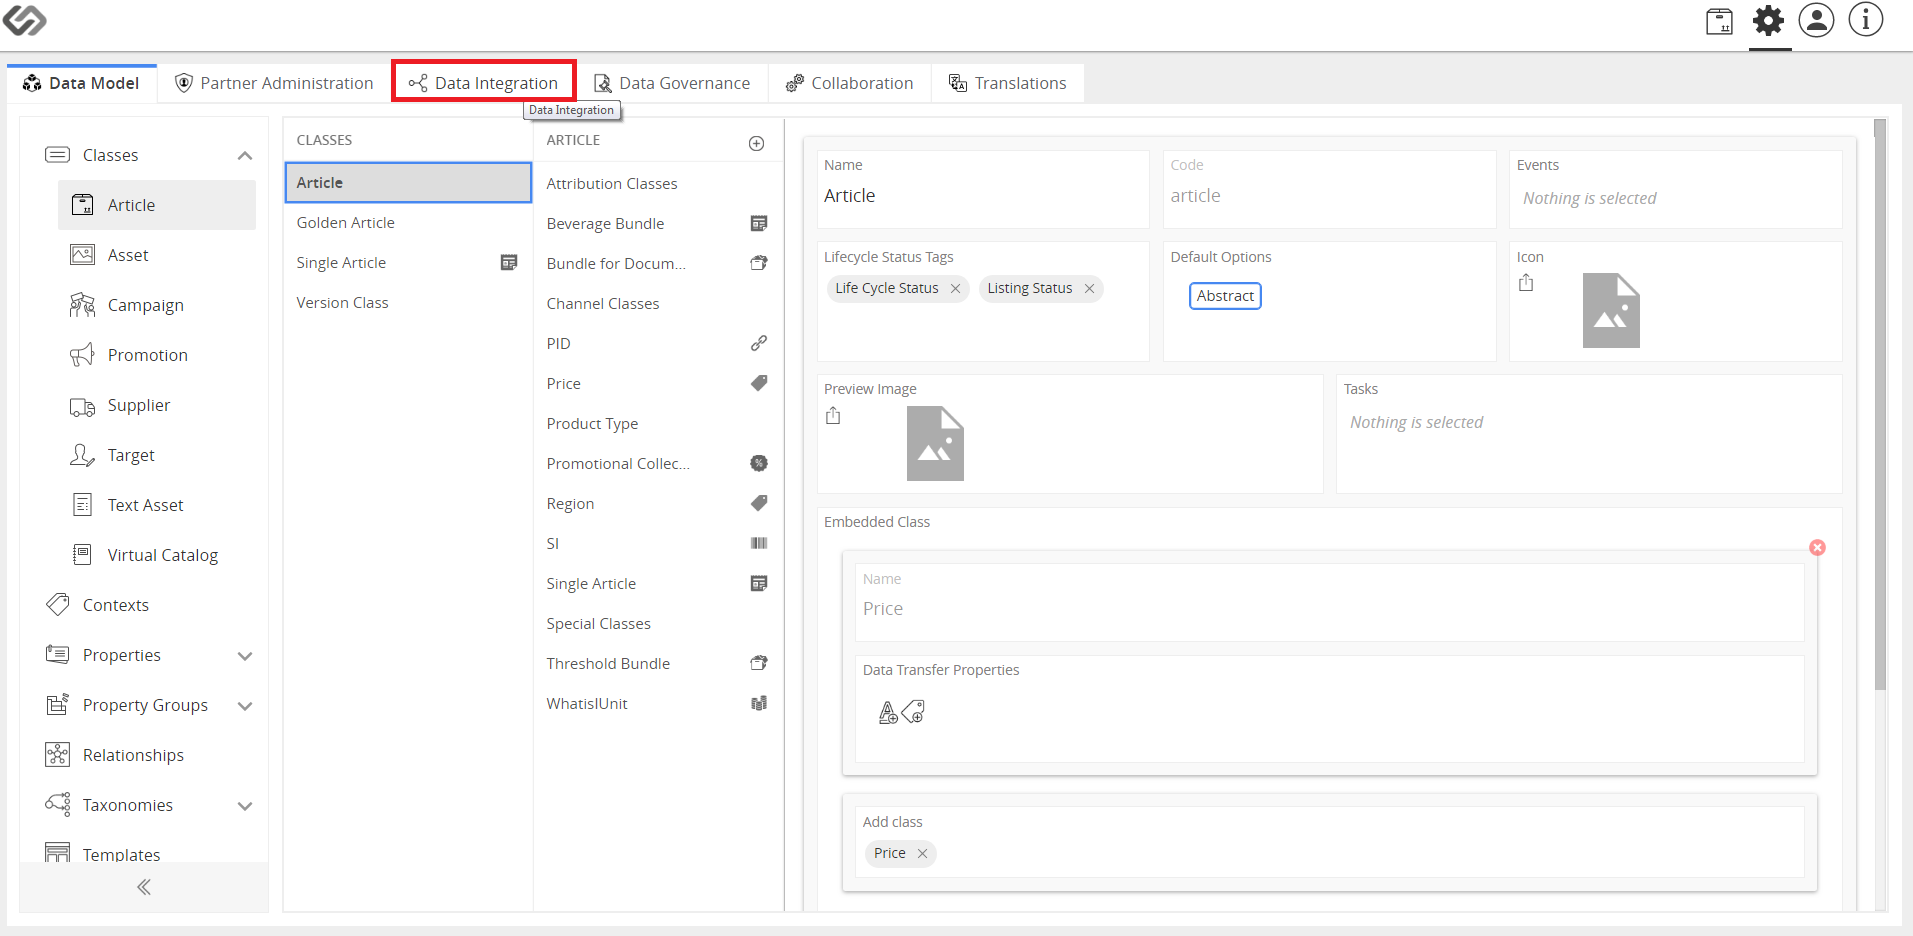 Data Model
Partner Administration
Data Integration
Data Governance
Collaboration
Translations
Data Integration
Classes
Article
Asset
Campaign
Promotion
Supplier
Target
Text Asset
Virtual Catalog
Contexts
Properties
Property Groups
Relationships
Taxonomies
Templates
CLASSES
Article
Golden Article
Single Article
Version Class
ARTICLE
Attribution Classes
Beverage Bundle
Bundle for Docum...
Channel Classes
PID
Price
Product Type
Promotional Collec...
Region
SI
Single Article
Special Classes
Threshold Bundle
WhatisIUnit
Name
Article
Code
article
Events
Nothing is selected
Lifecycle Status Tags
Life Cycle Status
Listing Status
Default Options
Abstract
Icon
Preview Image
Tasks
Nothing is selected
Embedded Class
Name
Price
Data Transfer Properties
Add class
Price